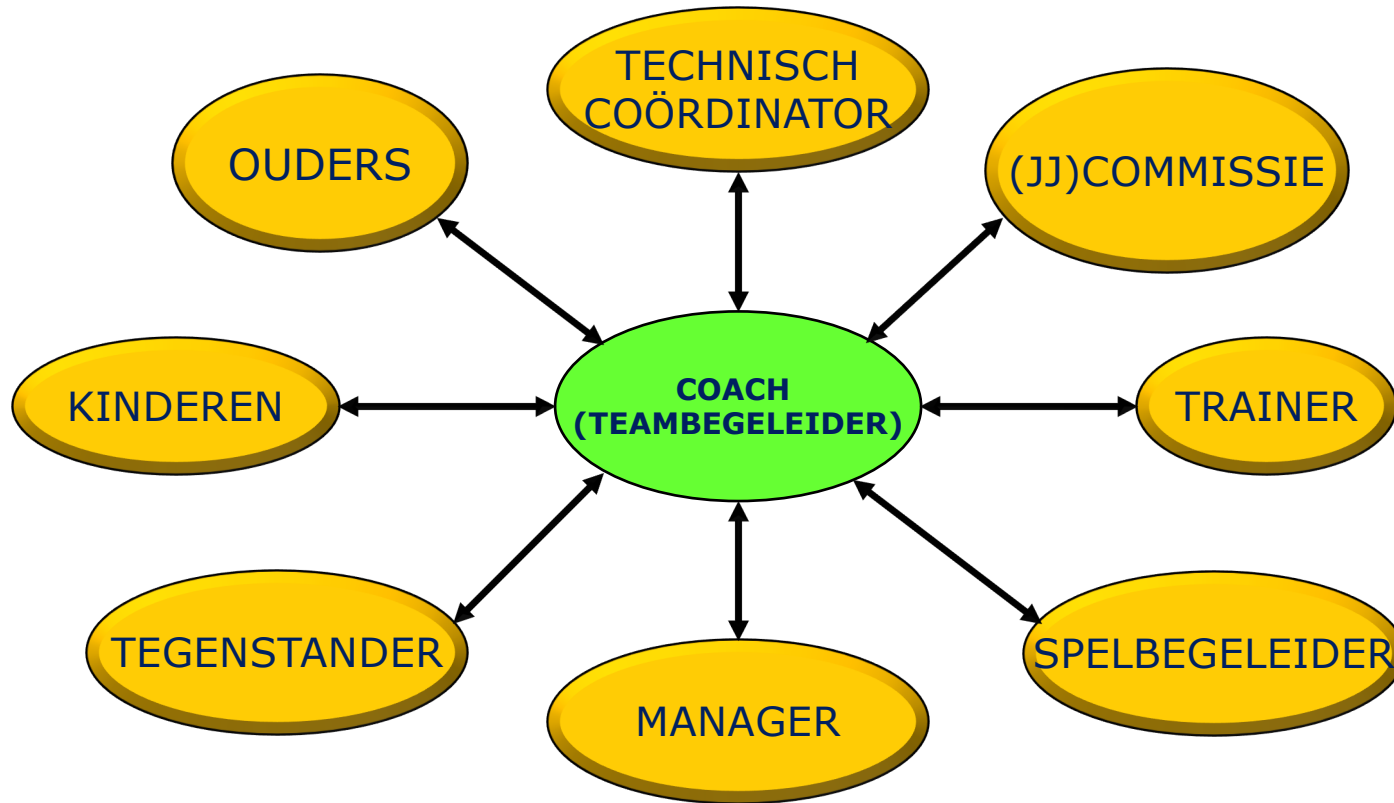 TECHNISCH
COÖRDINATOR
OUDERS
(JJ)COMMISSIE
KINDEREN
COACH
(TEAMBEGELEIDER)
TRAINER
TEGENSTANDER
SPELBEGELEIDER
MANAGER